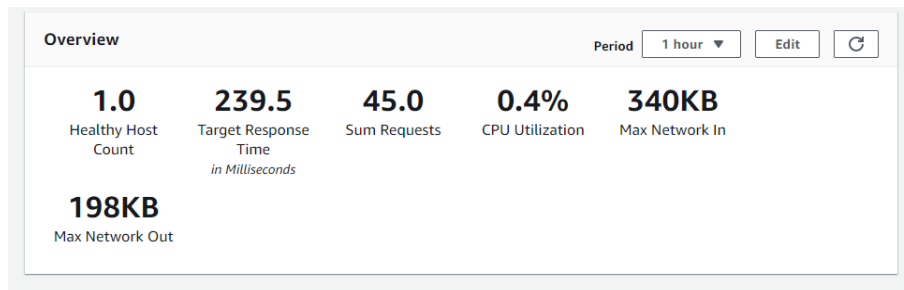 Overview
Period 1 hour ▼ Edit
1.0 239.5 45.0 0.4% 340KB
Healthy Host Target Response Sum Requests CPU Utilization Max Network In
Count Time
in Milliseconds
198KB
Max Network Out